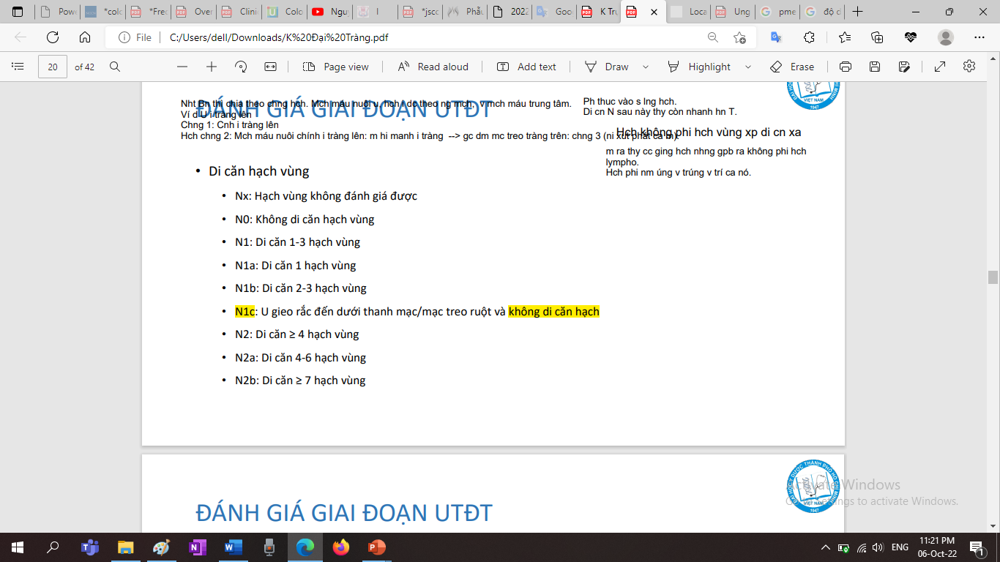 Pow
*colc
*Frec
Over
Clini
Colo
Nguy
I
*jscc
Phẫu
2022
Goo
K Tru
Loca
Ung
pme
độ d
File
C:/Users/dell/Downloads/K%20Đại%20Tràng.pdf
20 of 42
Page view
Read aloud
Add text
Draw
Highlight
Erase
ĐÁNH GIÁ GIAI ĐOẠN UTĐT
Nht Bn thì chia theo chng hch. Mch máu nuôi u, hch i dc theo ng mch, v mch máu trung tâm.
Ví d U i tràng lên
Chng 1: Cnh i tràng lên
Hch chng 2: Mch máu nuôi chính i tràng lên: m hi manh i tràng --> gc dm mc treo tràng trên: chng 3 (ni xut phát ca m).
Ph thuc vào s lng hch.
Di cn N sau này thy còn nhanh hn T.
Hch không phi hch vùng xp di cn xa
m ra thy cc ging hch nhng gpb ra không phi hch
lympho.
Hch phi nm úng v trúng v trí ca nó.
VIỆT NAM
1947
• Di căn hạch vùng
• Nx: Hạch vùng không đánh giá được
• N0: Không di căn hạch vùng
• N1: Di căn 1-3 hạch vùng
• N1a: Di căn 1 hạch vùng
• N1b: Di căn 2-3 hạch vùng
• N1c: U gieo rắc đến dưới thanh mạc/mạc treo ruột và không di căn hạch
• N2: Di căn ≥ 4 hạch vùng
• N2a: Di căn 4-6 hạch vùng
• N2b: Di căn ≥ 7 hạch vùng
ĐẠI HỌC Y DƯỢC THÀNH PHỐ HỒ CHÍ MINH
VIỆT NAM
1947
ĐÁNH GIÁ GIAI ĐOẠN UTĐT
Activate Windows
Go to Settings to activate Windows.
ENG
11:21 PM
06-Oct-22
1